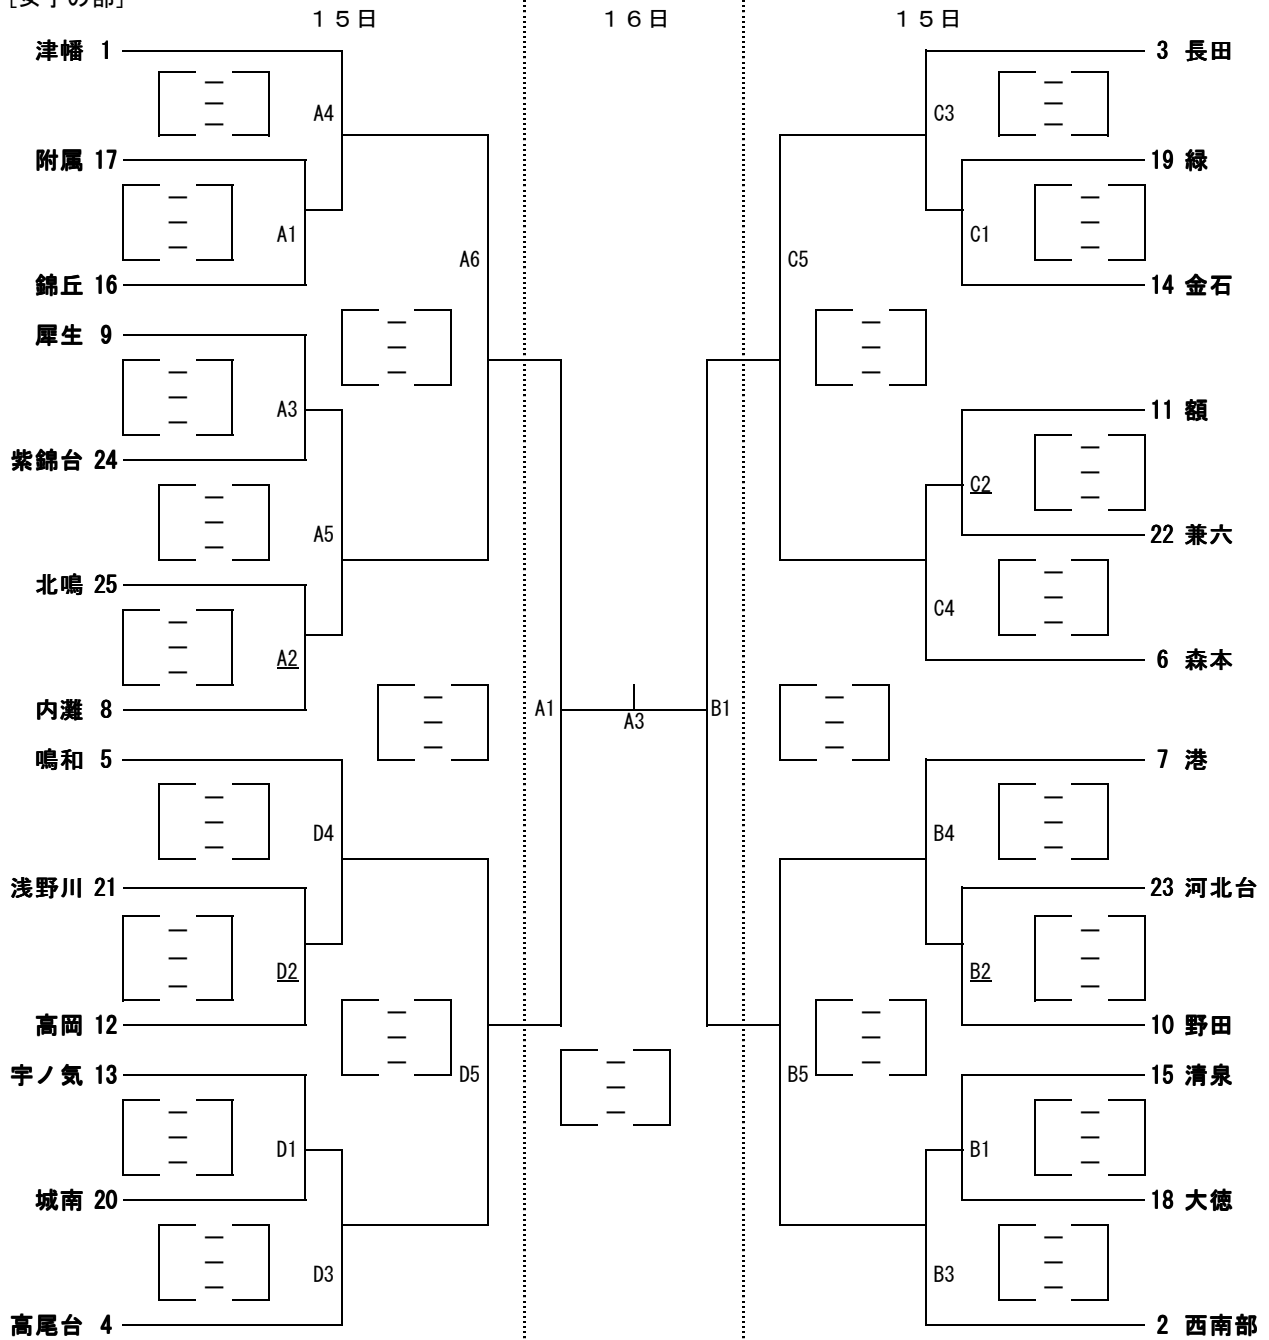 [女子の部]
１５日 １６日 １５日
津幡 1
A4
附属 17
A1
錦丘 16
A6
犀生 9
A3
紫錦台 24
A5
北鳴 25
A2
内灘 8
鳴和 5
D4
浅野川 21
D2
高岡 12
D5
宇ノ気 13
D1
城南 20
D3
高尾台 4
A1
A3
B1
3 長田
C3
19 緑
C1
14 金石
C5
11 額
C2
22 兼六
C4
6 森本
7 港
B4
23 河北台
B2
10 野田
B5
15 清泉
B1
18 大徳
B3
2 西南部